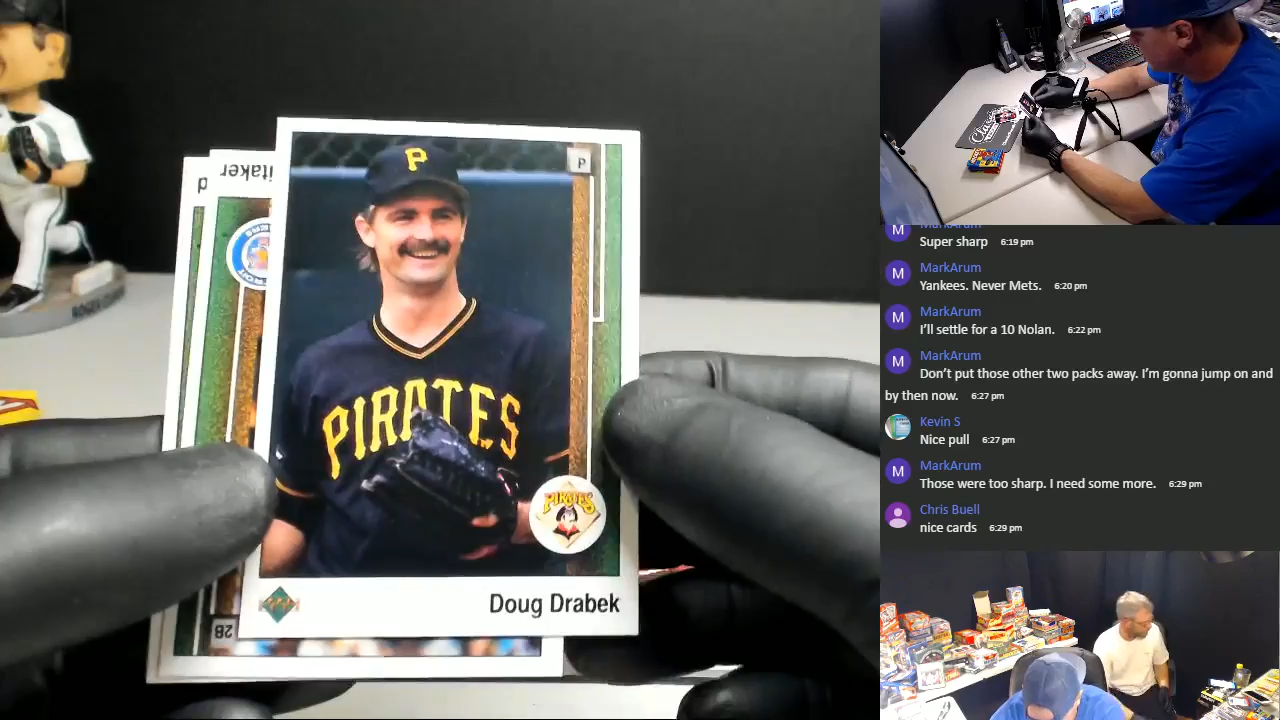 P
p
itaker
d
PIRATES
PIRATES
2B
Doug Drabek
Classic
MarkArum
Super sharp 6:19 pm
M MarkArum
Yankees. Never Mets. 6:20 pm
M MarkArum
I'll settle for a 10 Nolan. 6:22 pm
M MarkArum
Don't put those other two packs away. I'm gonna jump on and
by then now. 6:27 pm
Kevin S
Nice pull 6:27 pm
M MarkArum
Those were too sharp. I need some more. 6:29 pm
Chris Buell
nice cards 6:29 pm